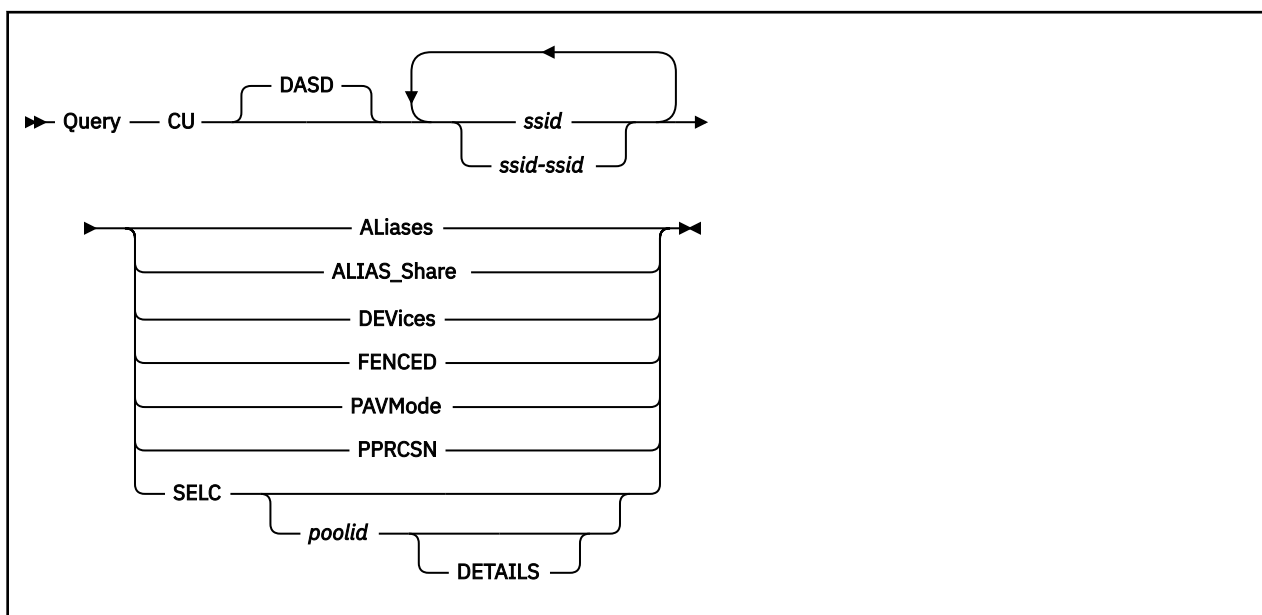 DASD
Query CU ssid
ssid-ssid
ALiases
ALIAS_Share
DEVices
FENCED
PAVMode
PPRCSN
SELC
poolid
DETAILS